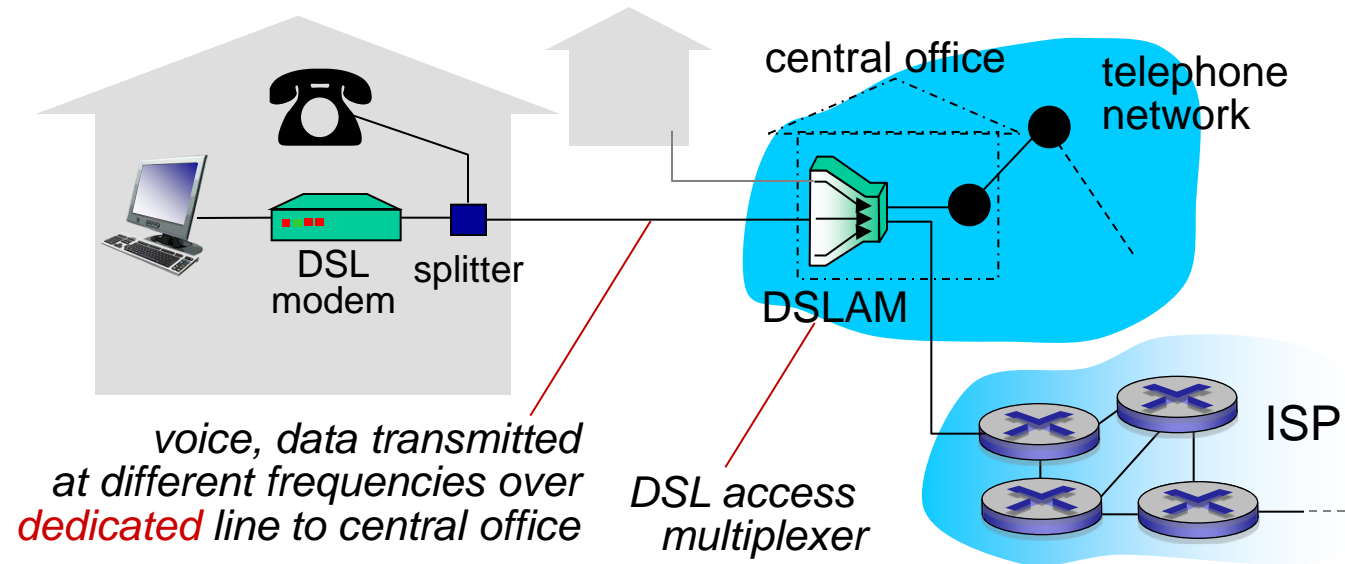 central office
telephone
network
DSL
modem
splitter
DSLAM
ISP
voice, data transmitted
at different frequencies over
dedicated line to central office
DSL access
multiplexer